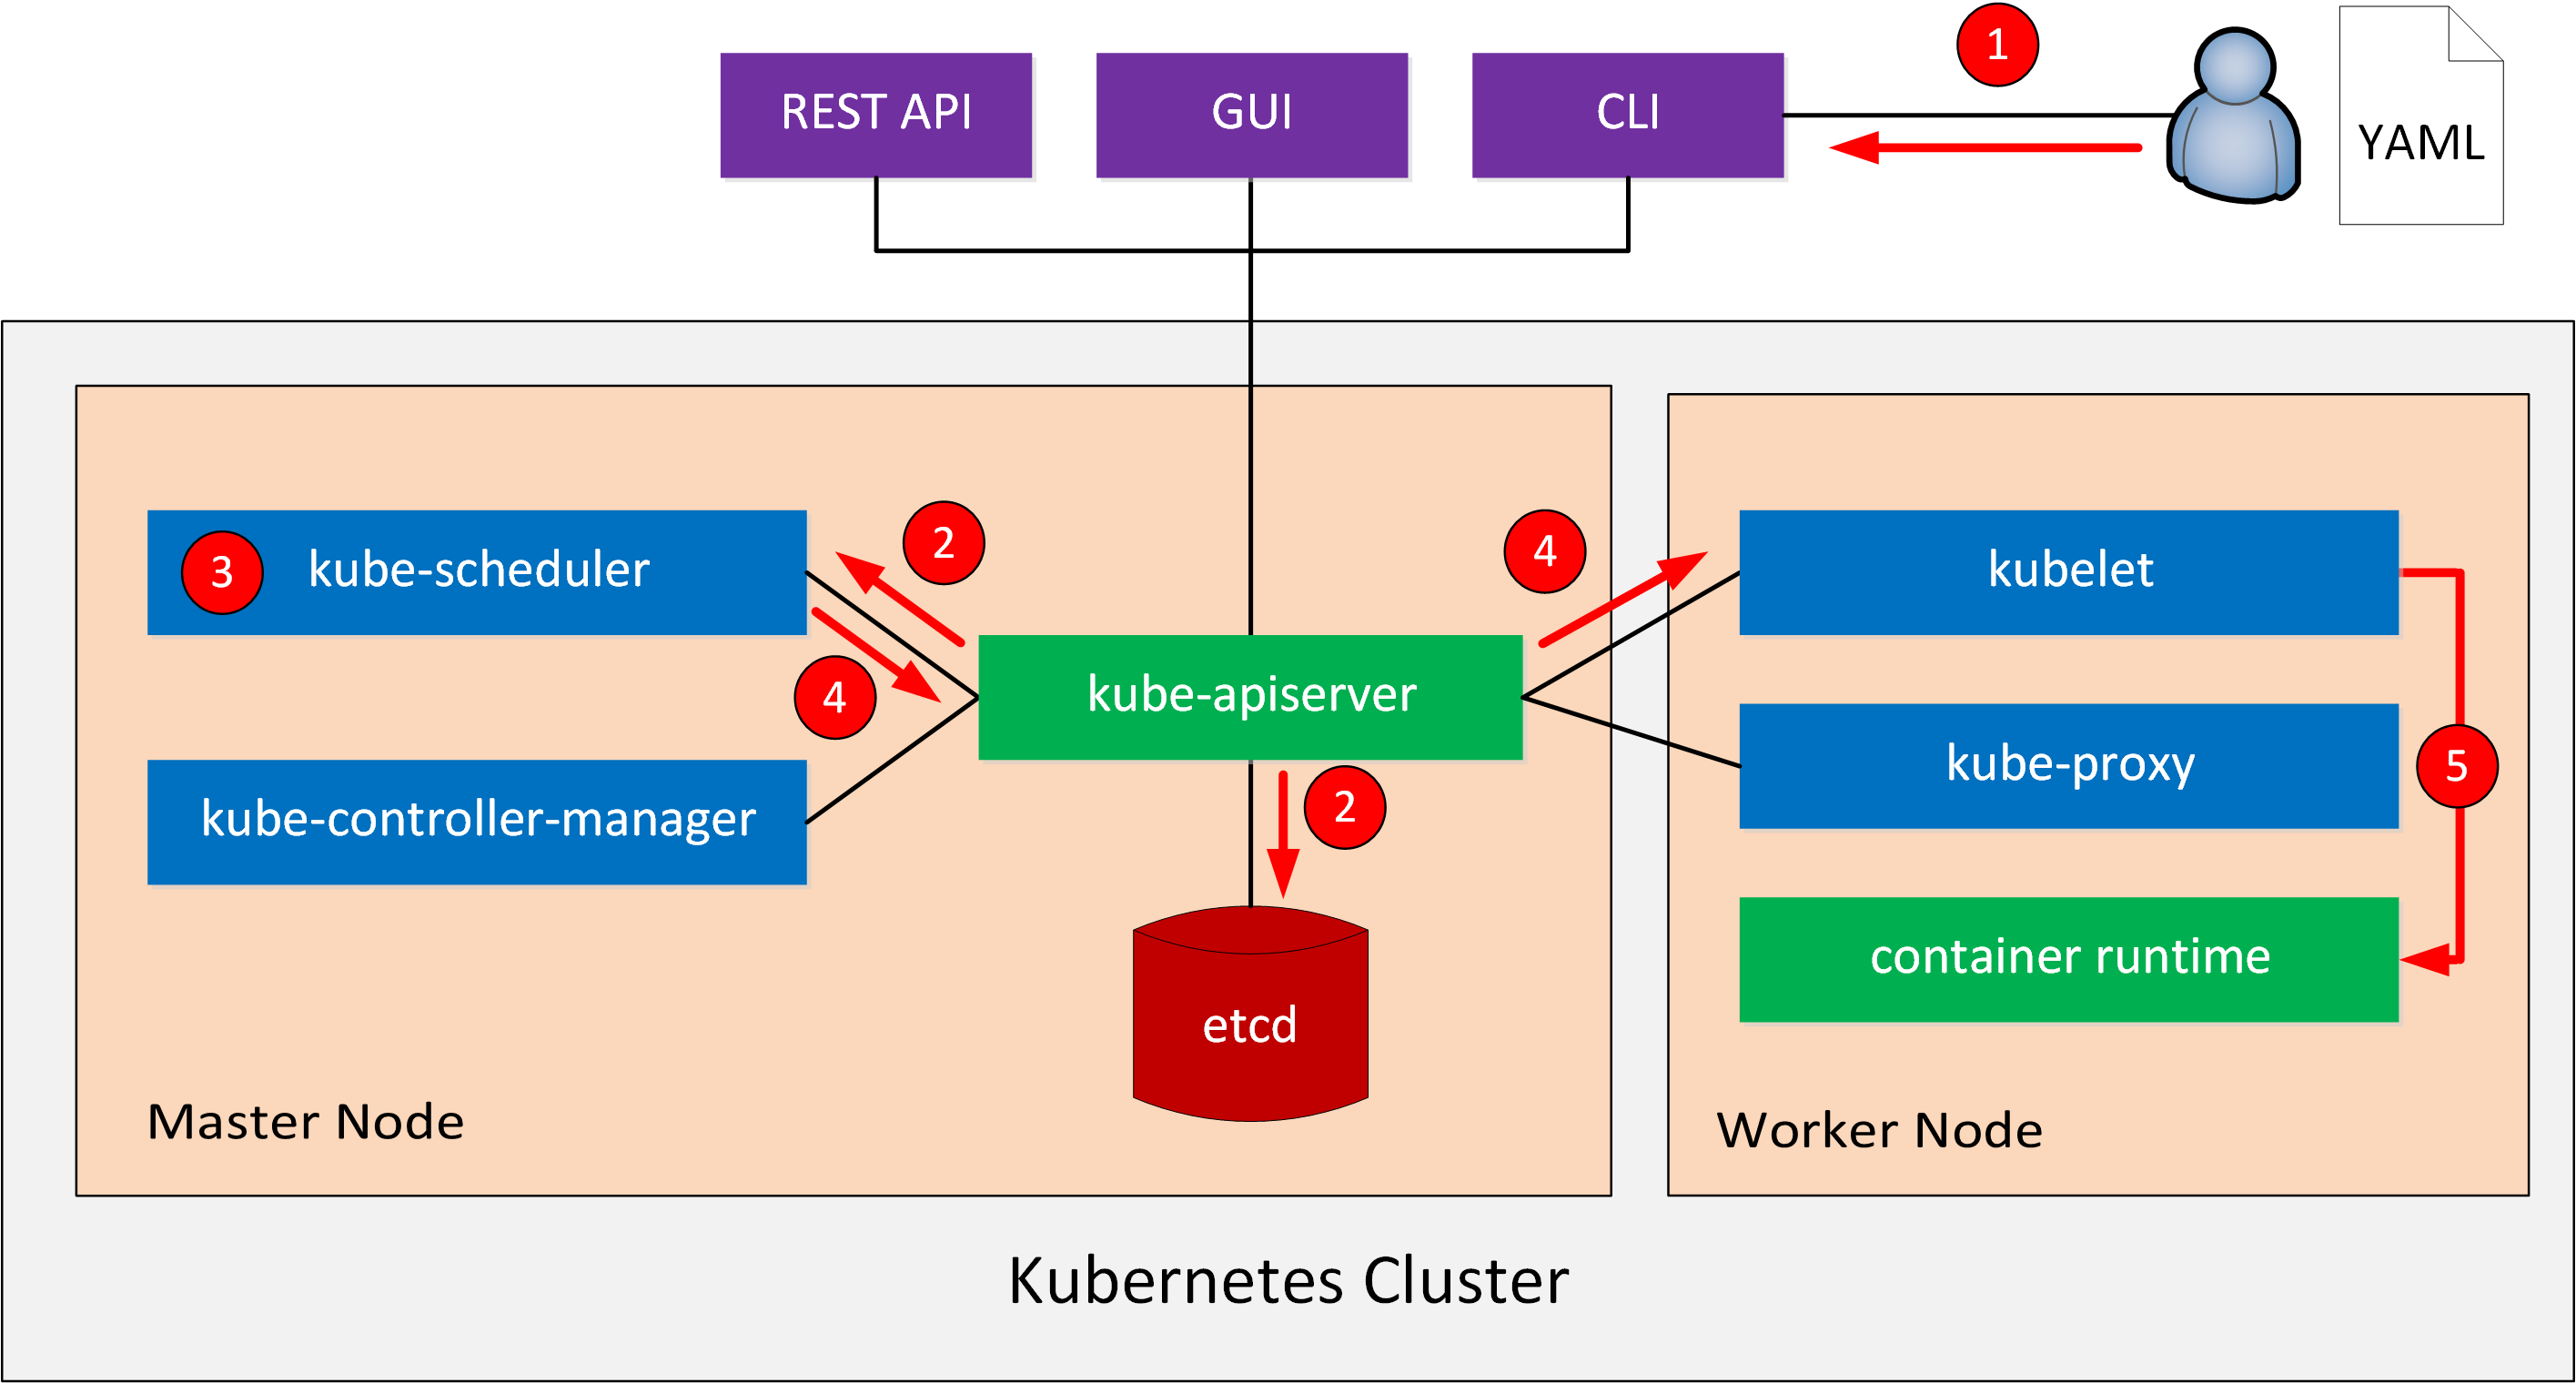 1
REST API
GUI
CLI
YAML
2
4
3
kube-scheduler
kubelet
4
kube-apiserver
kube-controller-manager
2
kube-proxy
5
container runtime
etcd
Master Node
Worker Node
Kubernetes Cluster